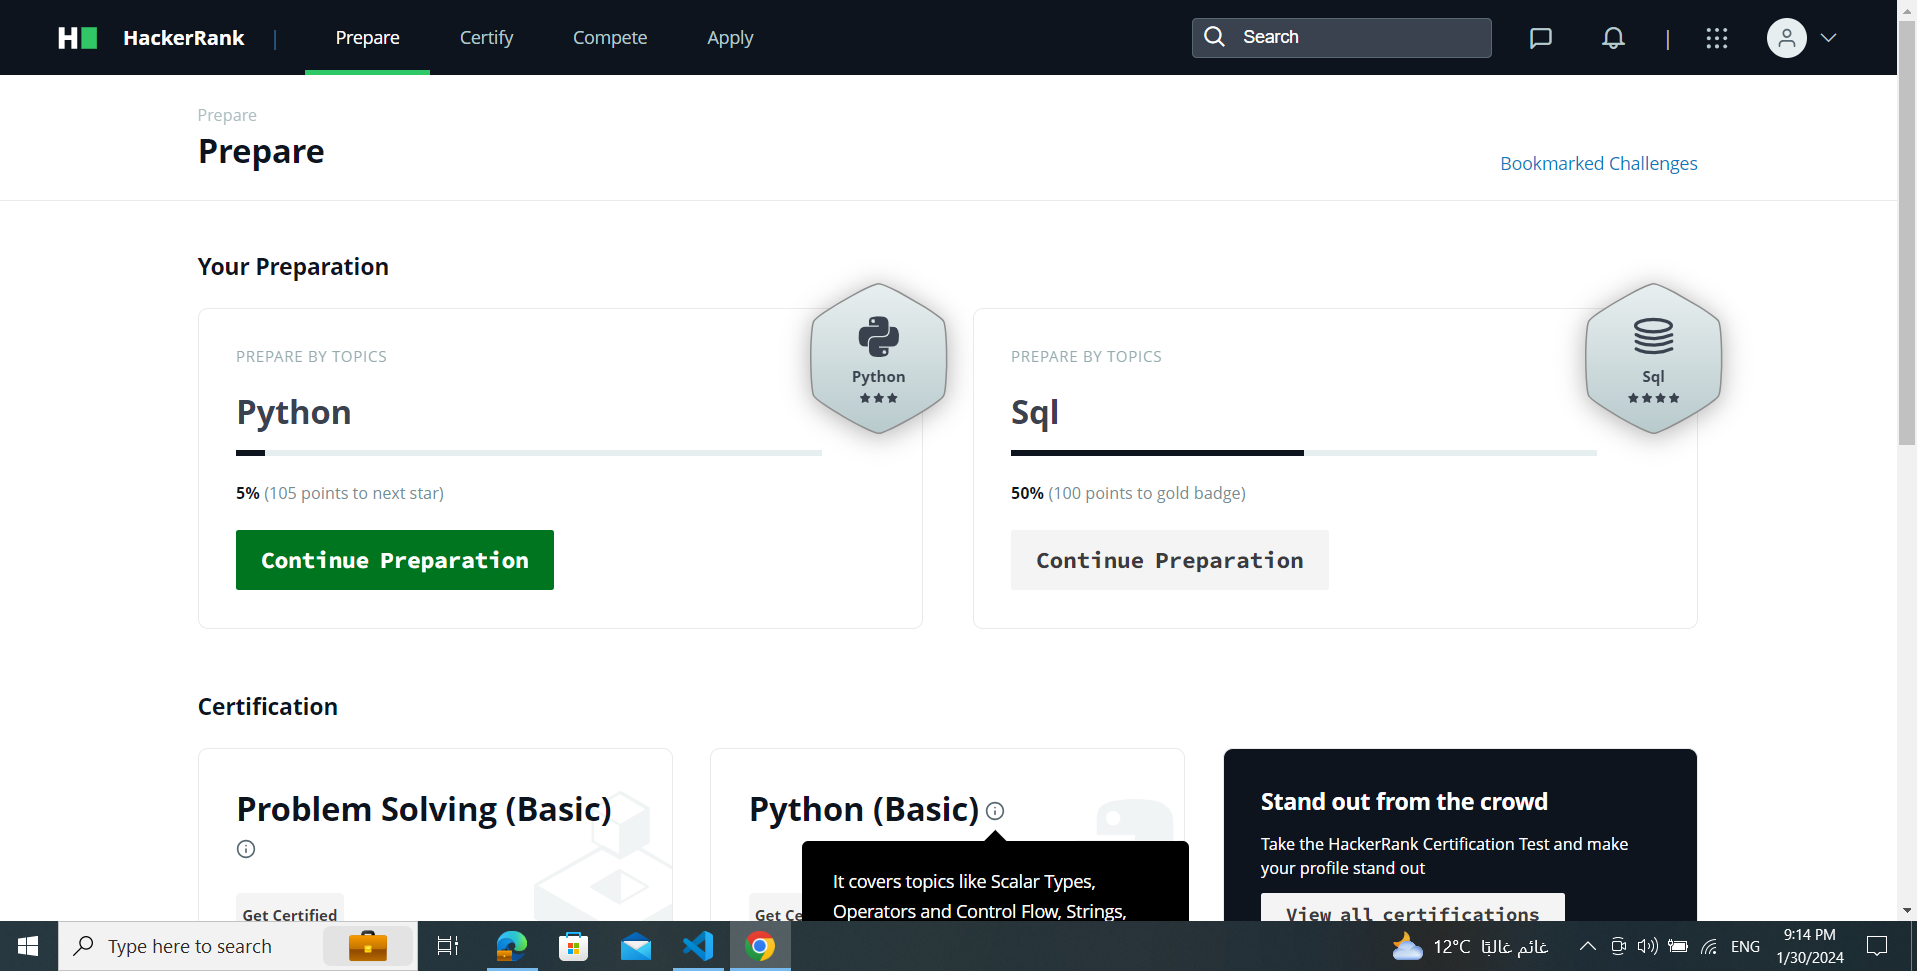 HackerRank | Prepare Certify Compete Apply Search |
Prepare
Prepare
Bookmarked Challenges
Your Preparation
PREPARE BY TOPICS
Python
5% (105 points to next star)
Continue Preparation
Python
PREPARE BY TOPICS
Sql
50% (100 points to gold badge)
Continue Preparation
Sql
Certification
Problem Solving (Basic)
Get Certified
Python (Basic)
Get Ce
It covers topics like Scalar Types,
Operators and Control Flow, Strings,
Stand out from the crowd
Take the HackerRank Certification Test and make
your profile stand out
View all certifications
Type here to search
12°C غائم غالبًا
ENG
9:14 PM
1/30/2024